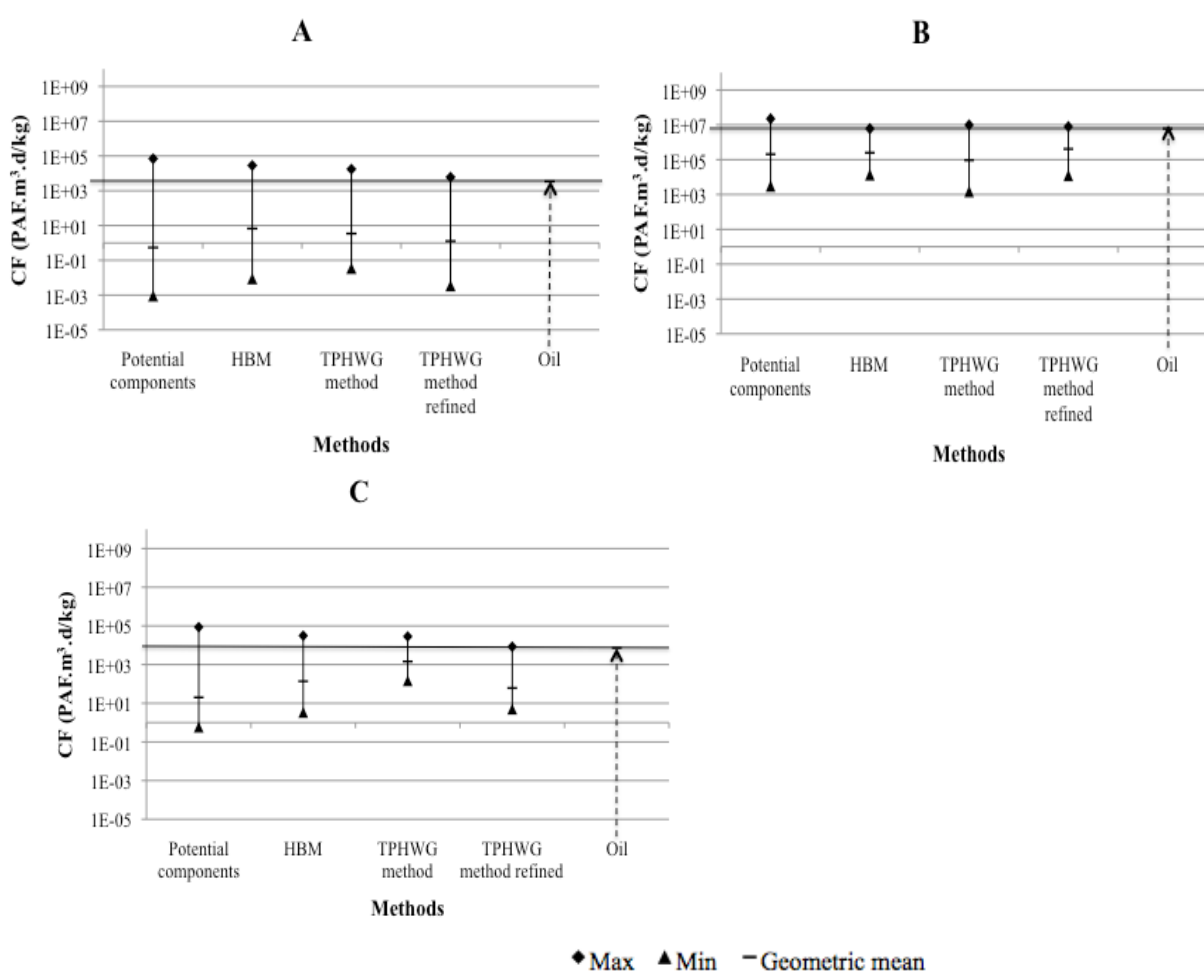 A
CF (PAF.m³.d/kg)
1E+09
1E+07
1E+05
1E+03
1E+01
1E-01
1E-03
1E-05
Potential components
HBM
TPHWG method
TPHWG method refined
Oil
Methods
B
CF (PAF.m³.d/kg)
1E+09
1E+07
1E+05
1E+03
1E+01
1E-01
1E-03
1E-05
Potential components
HBM
TPHWG method
TPHWG method refined
Oil
Methods
C
CF (PAF.m³.d/kg)
1E+09
1E+07
1E+05
1E+03
1E+01
1E-01
1E-03
1E-05
Potential components
HBM
TPHWG method
TPHWG method refined
Oil
Methods
Max Min Geometric mean